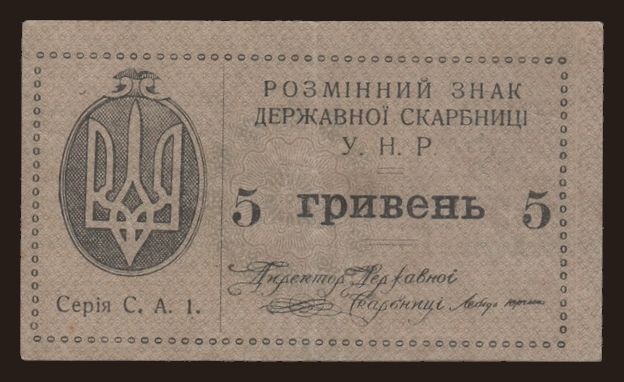 РОЗМІННИЙ ЗНАК
ДЕРЖАВНОЇ СКАРБНИЦІ
У. Н. Р.
5 гривень 5
Директор Державної
Скарбниці
Серія С. А. 1.